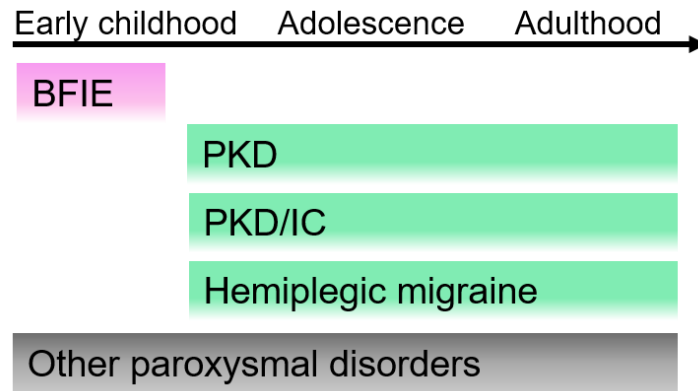 Early childhood Adolescence Adulthood
BFIE
PKD
PKD/IC
Hemiplegic migraine
Other paroxysmal disorders